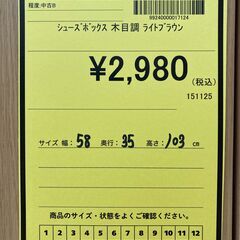 程度:中古B
99240000017124
シューズボックス 木目調 ライトブラウン
¥2,980
(税込)
151125
サイズ 幅: 58 奥行: 35 高さ: 103 cm
商品のサイズ・状態をよくご確認下さい
1 2 3 4 5 6 7 8 9 10 11 12